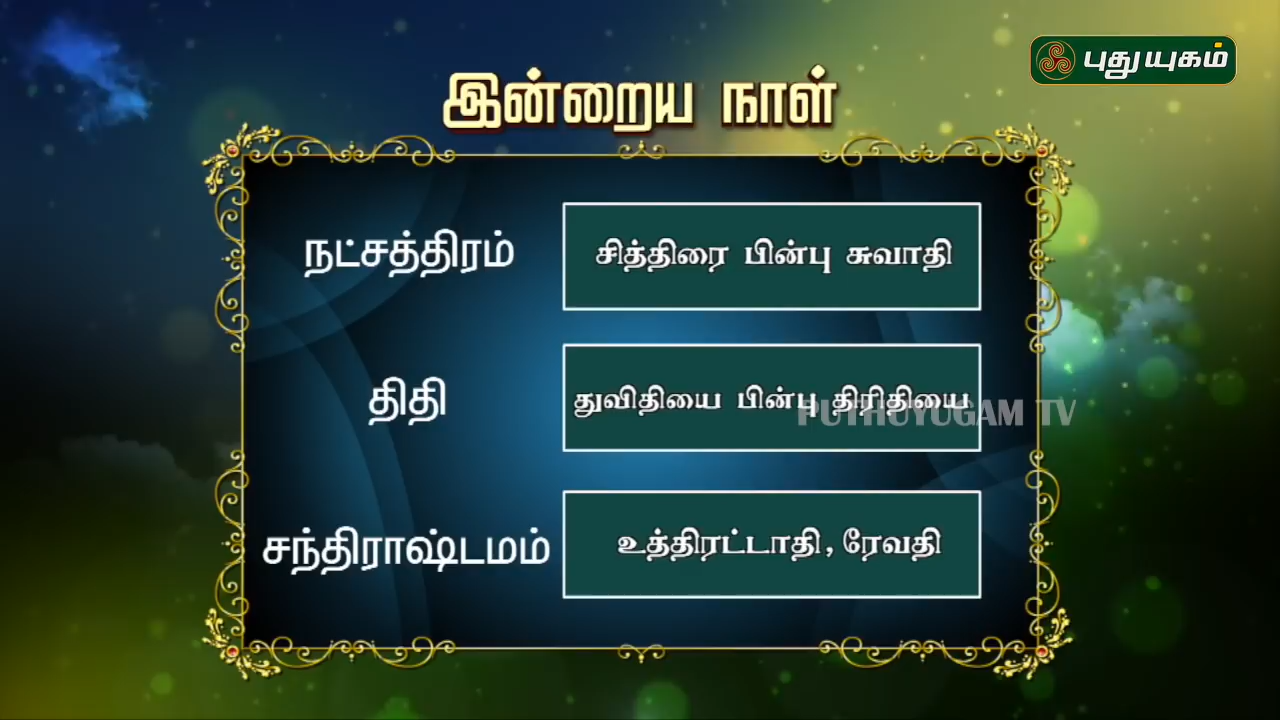 புதுயுகம்
இன்றைய நாள்
நட்சத்திரம் சித்திரை பின்பு சுவாதி
திதி துவிதியை பின்பு திரிதியை
PUTHUYUGAM TV
சந்திராஷ்டமம் உத்திரட்டாதி, ரேவதி